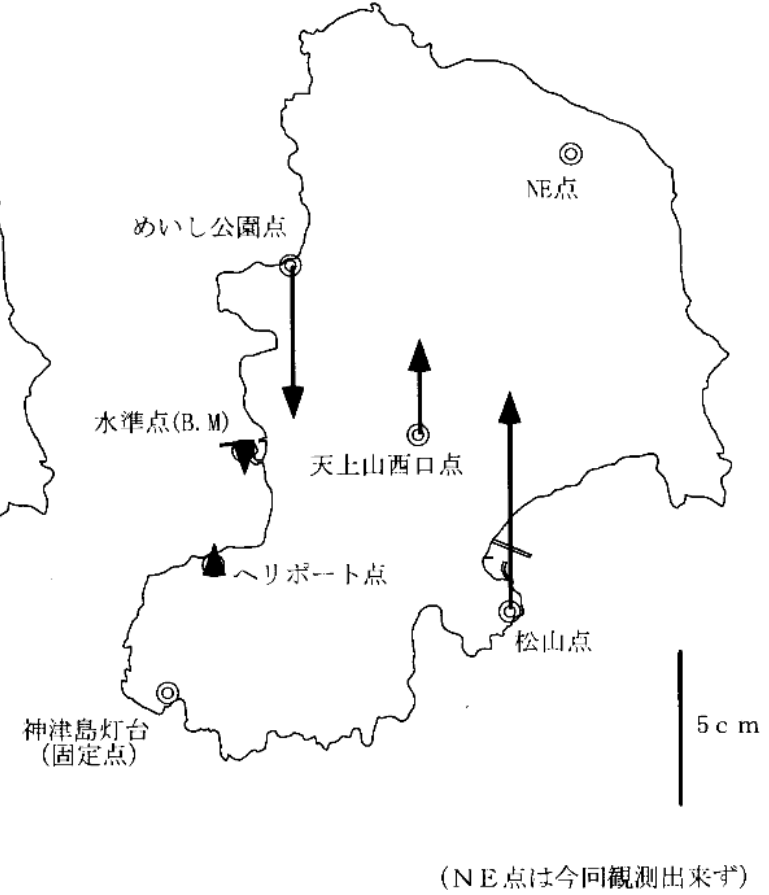 NE点
めいし公園点
水準点(B.M)
天上山西口点
ヘリポート点
松山点
神津島灯台
(固定点)
5cm
(NE点は今回観測出来ず)